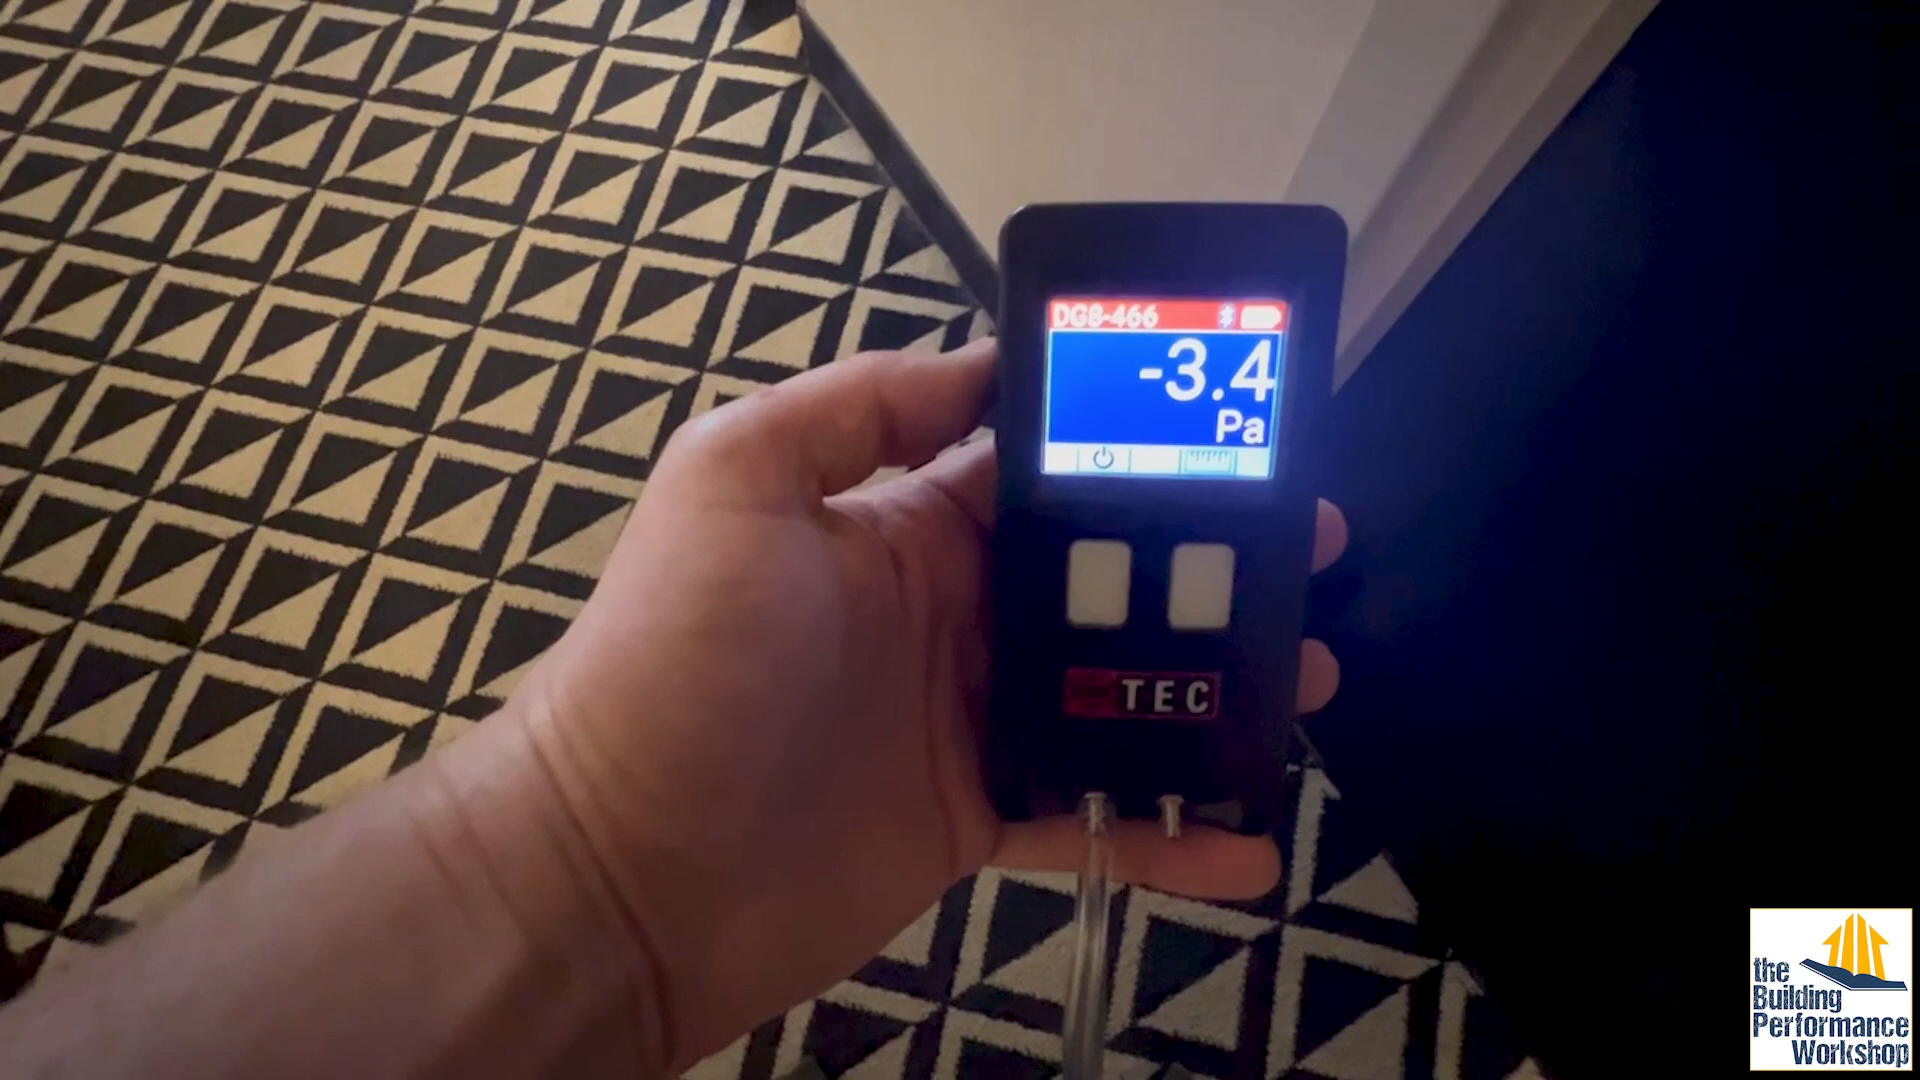 DG8-466
-3.4
Pa
TEC
the
Building
Performance
Workshop